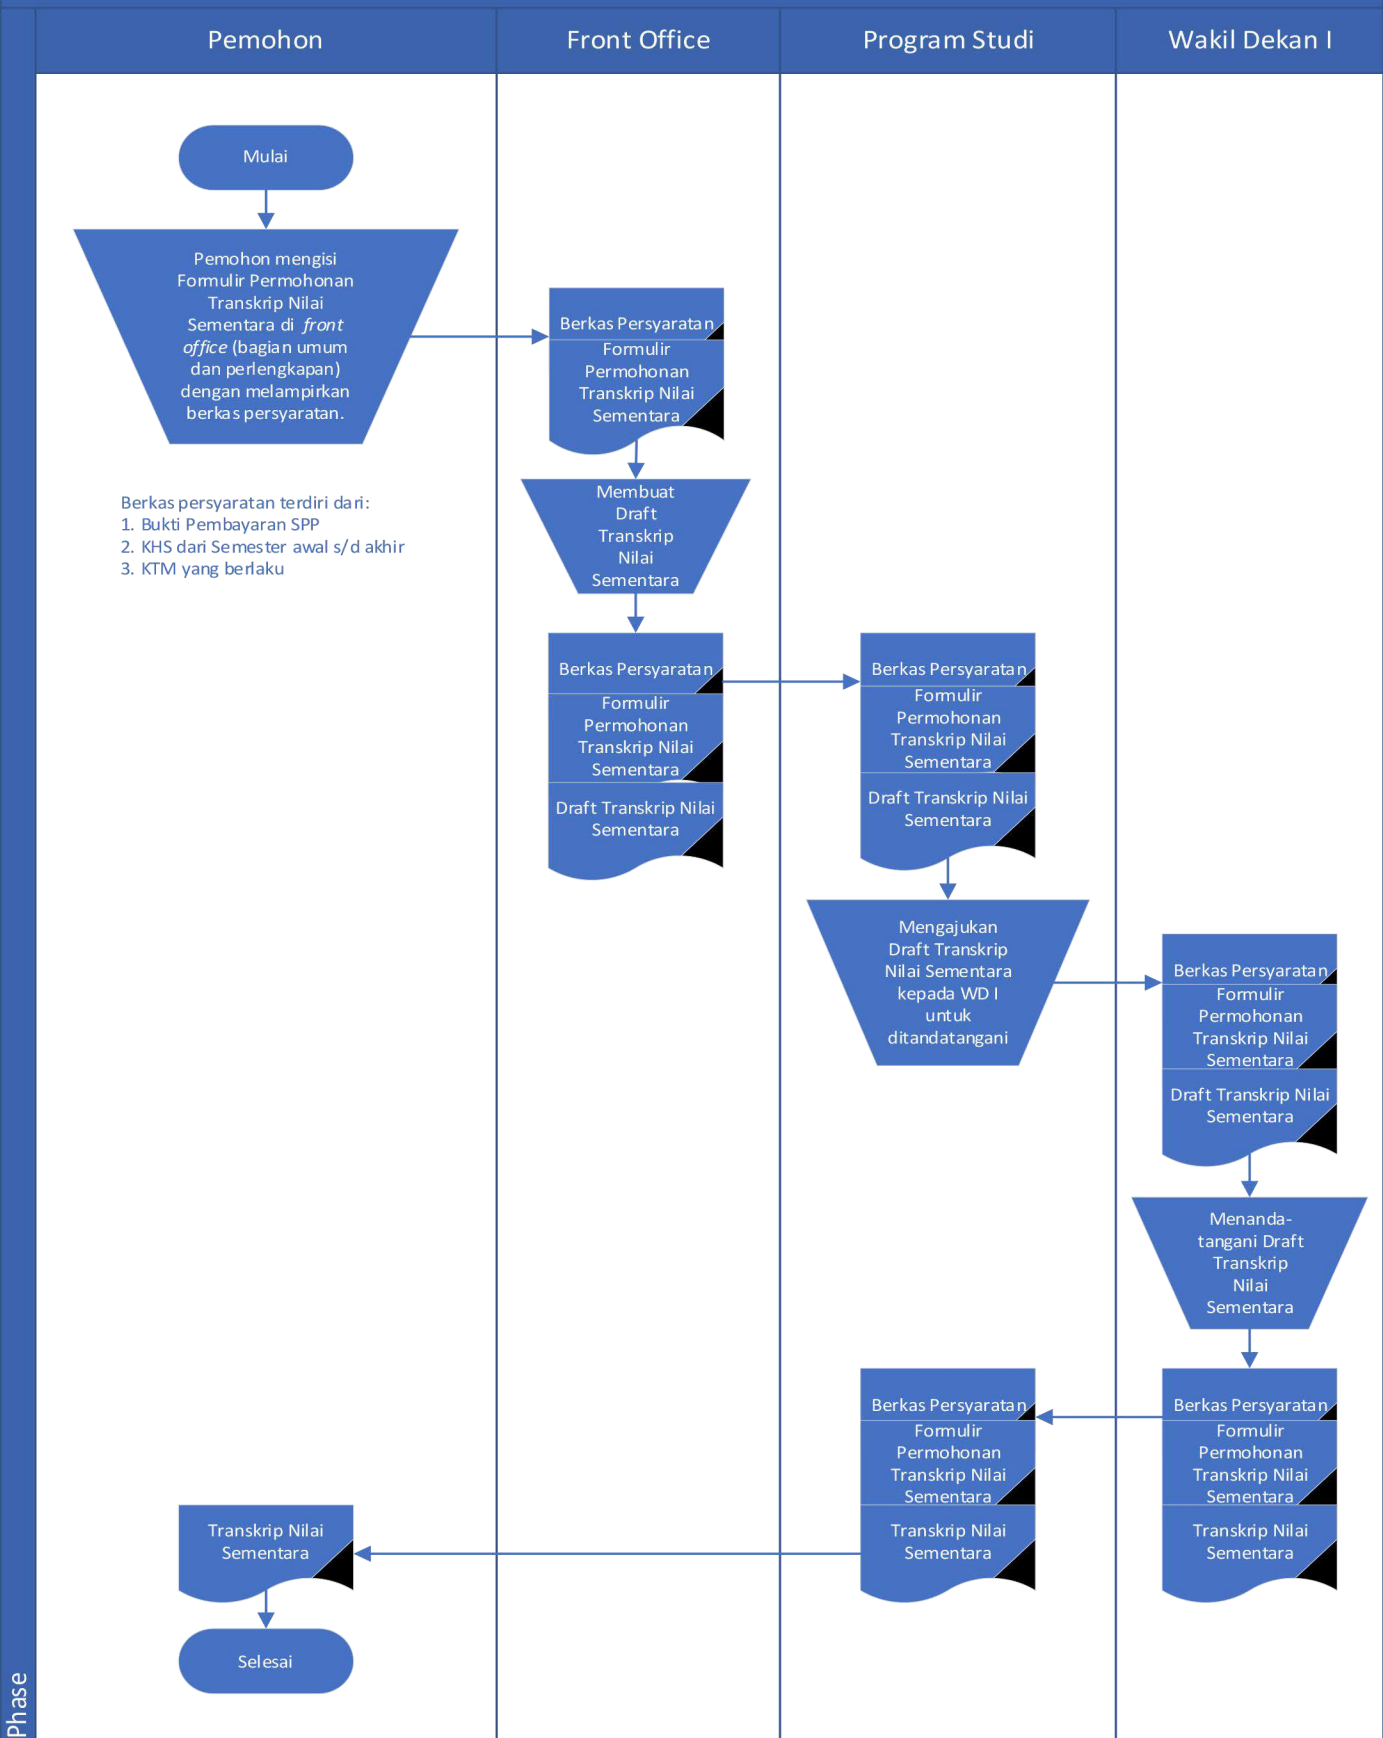 Pemohon
Front Office
Program Studi
Wakil Dekan I
Mulai
Pemohon mengisi
Formulir Permohonan
Transkrip Nilai
Sementara di front
office (bagian umum
dan perlengkapan)
dengan melampirkan
berkas persyaratan.
Berkas persyaratan terdiri dari:
1. Bukti Pembayaran SPP
2. KHS dari Semester awal s/d akhir
3. KTM yang berlaku
Berkas Persyaratan
Formulir
Permohonan
Transkrip Nilai
Sementara
Membuat
Draft
Transkrip
Nilai
Sementara
Berkas Persyaratan
Formulir
Permohonan
Transkrip Nilai
Sementara
Draft Transkrip Nilai
Sementara
Berkas Persyaratan
Formulir
Permohonan
Transkrip Nilai
Sementara
Draft Transkrip Nilai
Sementara
Mengajukan
Draft Transkrip
Nilai Sementara
kepada WD I
untuk
ditandatangani
Berkas Persyaratan
Formulir
Permohonan
Transkrip Nilai
Sementara
Draft Transkrip Nilai
Sementara
Menanda-
tangani Draft
Transkrip
Nilai
Sementara
Berkas Persyaratan
Formulir
Permohonan
Transkrip Nilai
Sementara
Transkrip Nilai
Sementara
Berkas Persyaratan
Formulir
Permohonan
Transkrip Nilai
Sementara
Transkrip Nilai
Sementara
Transkrip Nilai
Sementara
Selesai
Phase